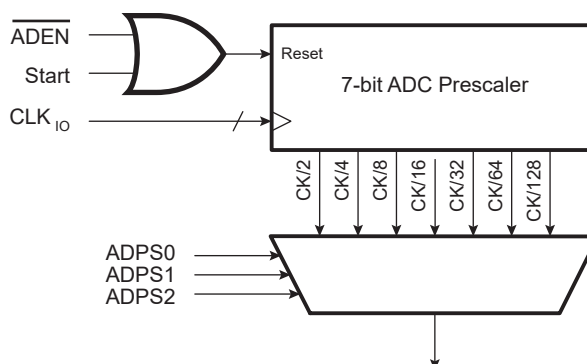 ADEN
Start
CLK IO
Reset
7-bit ADC Prescaler
CK/2
CK/4
CK/8
CK/16
CK/32
CK/64
CK/128
ADPS0
ADPS1
ADPS2